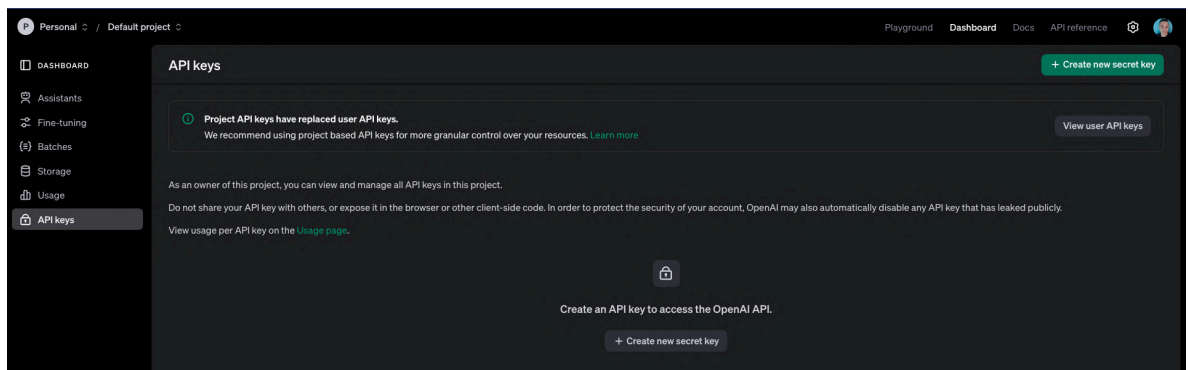 P Personal / Default project
Playground Dashboard Docs API reference
DASHBOARD
Assistants
Fine-tuning
Batches
Storage
Usage
API keys
API keys
+ Create new secret key
Project API keys have replaced user API keys.
We recommend using project based API keys for more granular control over your resources. Learn more
View user API keys
As an owner of this project, you can view and manage all API keys in this project.
Do not share your API key with others, or expose it in the browser or other client-side code. In order to protect the security of your account, OpenAI may also automatically disable any API key that has leaked publicly.
View usage per API key on the Usage page.
Create an API key to access the OpenAI API.
+ Create new secret key